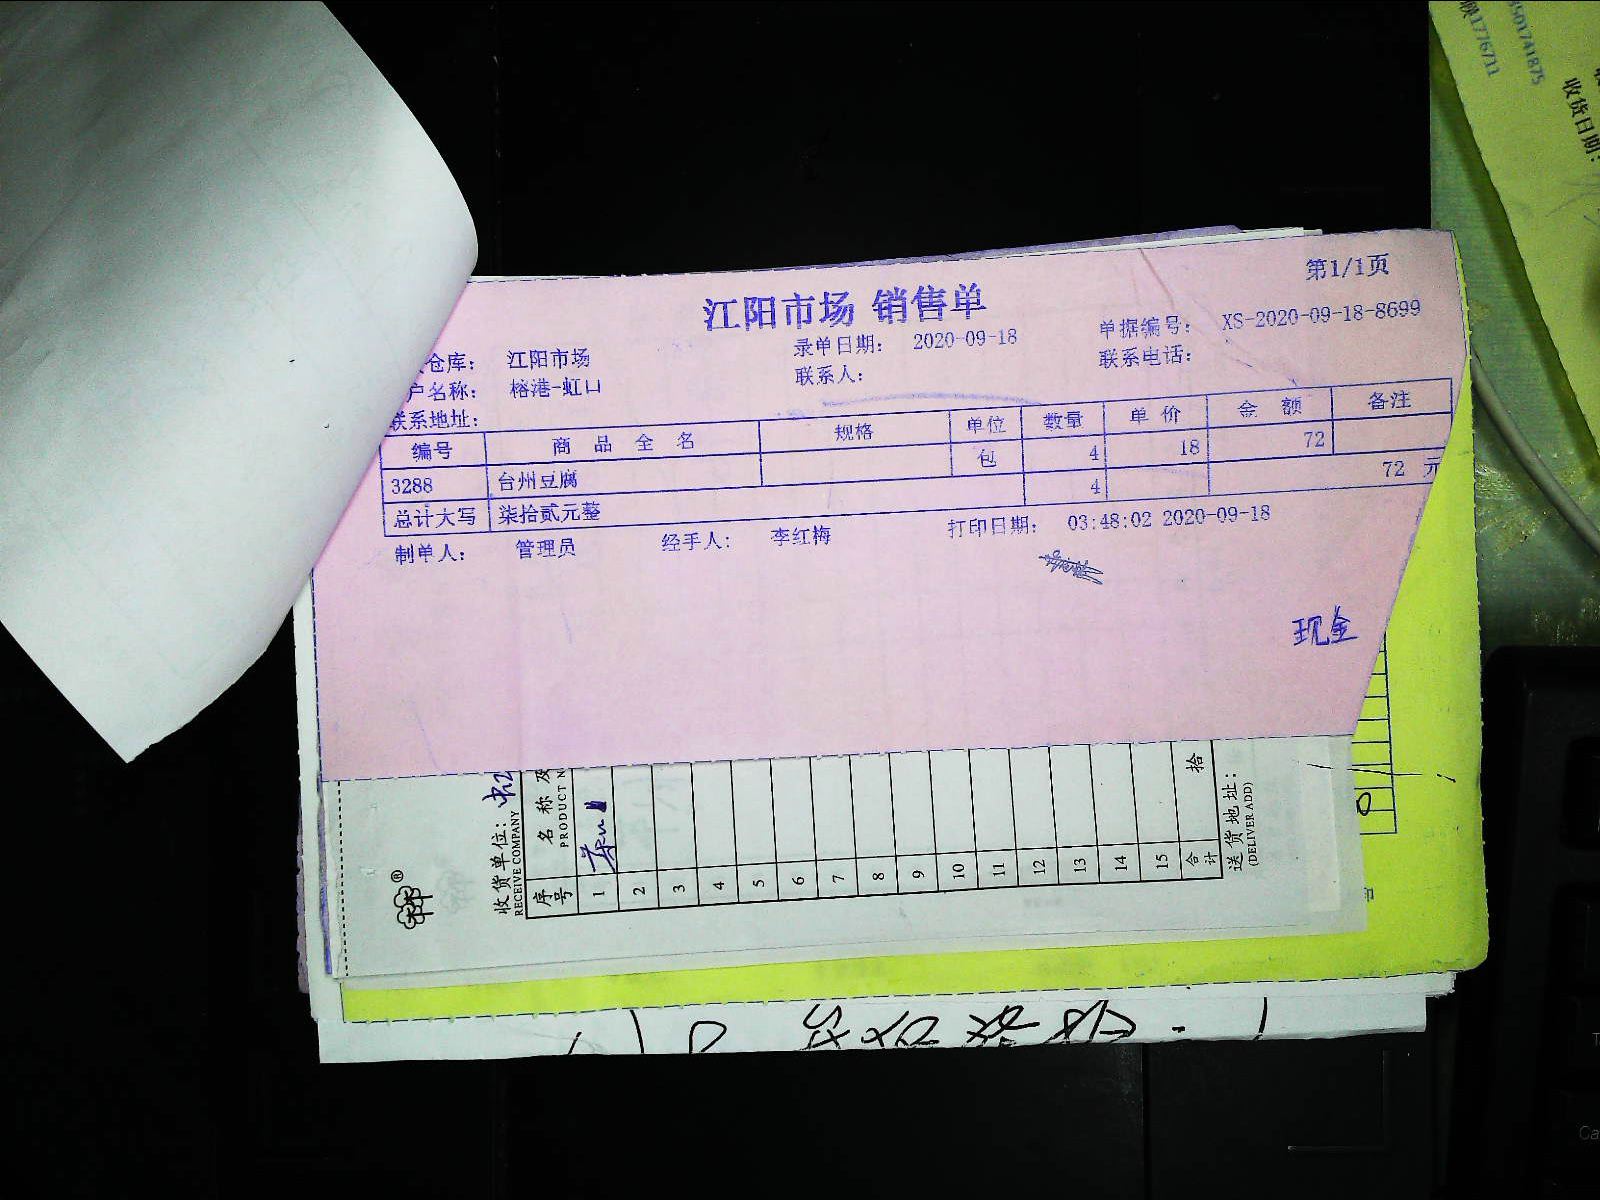 第1/1页
江阳市场 销售单
仓库: 江阳市场 录单日期: 2020-09-18 单据编号: XS-2020-09-18-8699
户名称: 榕港-虹口 联系人: 联系电话:
联系地址:
编号 商品全名 规格 单位 数量 单价 金额 备注
3288 台州豆腐 包 4 18 72
总计大写 柒拾贰元整 4 72 元
制单人: 管理员 经手人: 李红梅 打印日期: 03:48:02 2020-09-18
现金
收货单位:
RECEIVE COMPANY
序号 名称及
PRODUCT N
1
2
3
4
5
6
7
8
9
10
11
12
13
14
15
合计 拾
送货地址:
(DELIVER ADD)
收货日期: